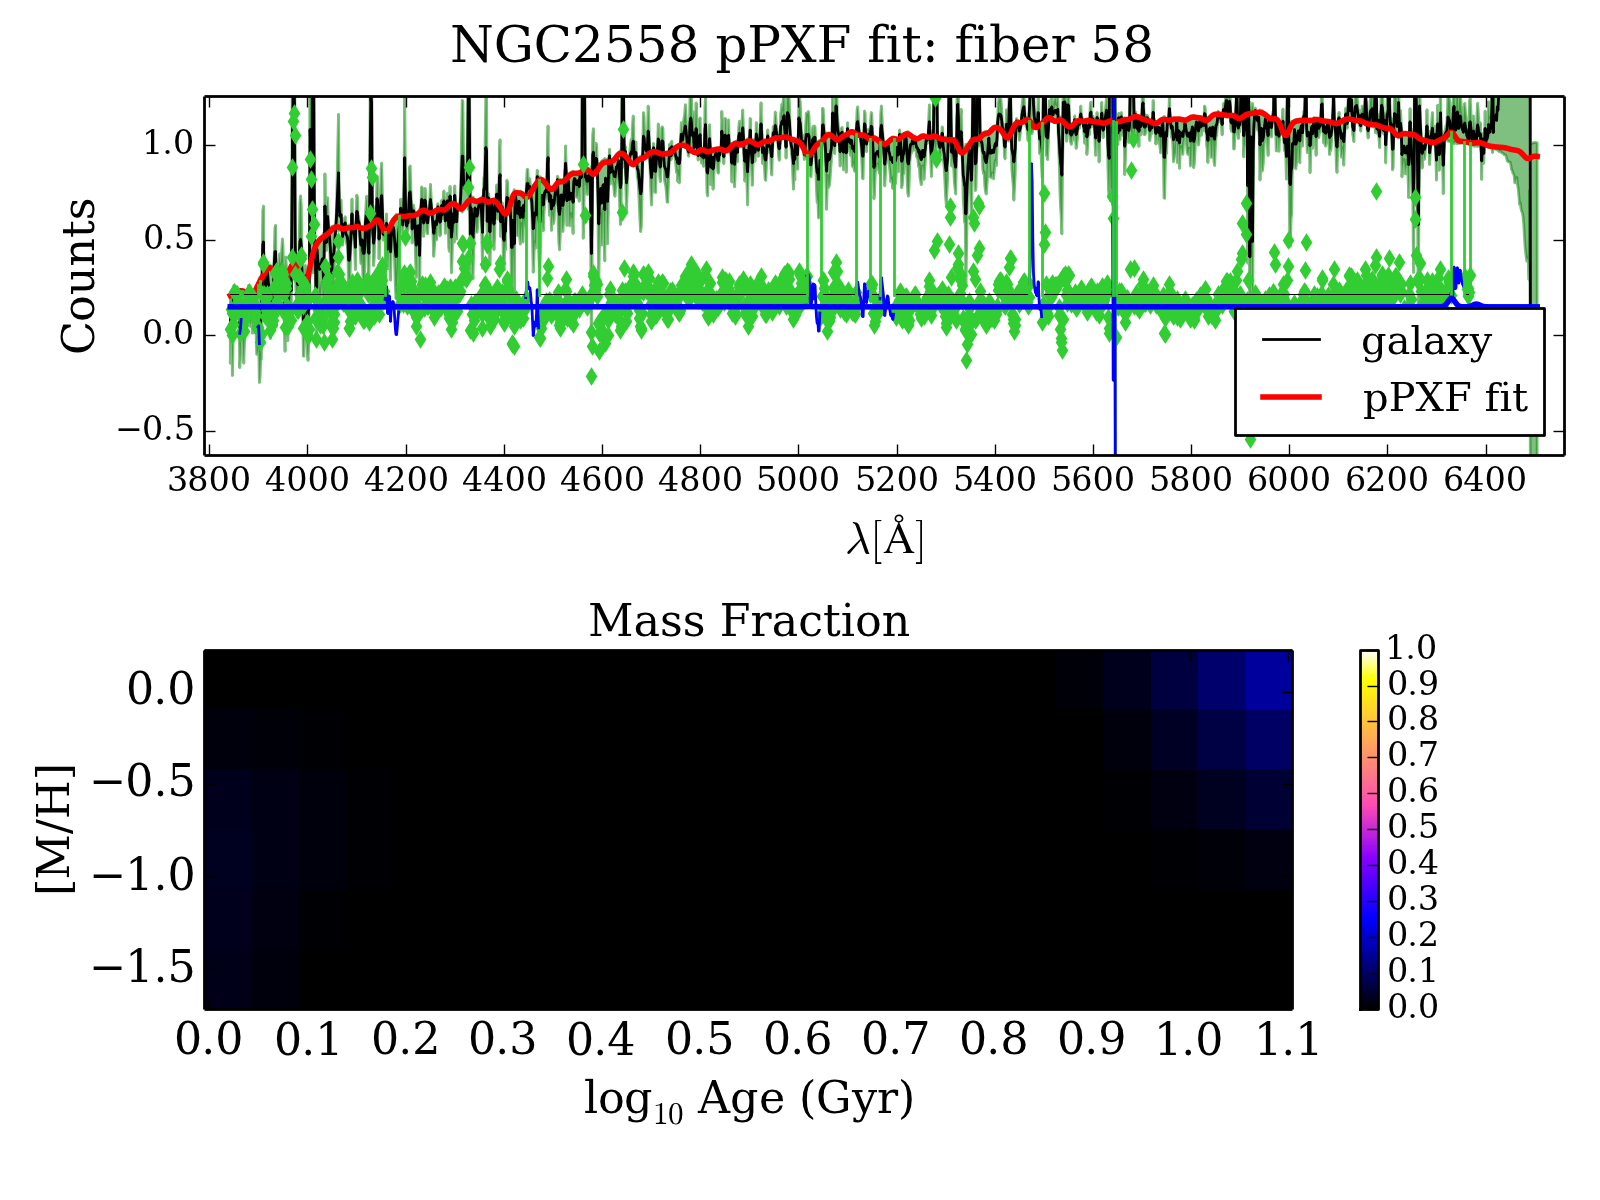 NGC2558 pPXF fit: fiber 58
Counts
1.0
0.5
0.0
−0.5
galaxy
pPXF fit
3800 4000 4200 4400 4600 4800 5000 5200 5400 5600 5800 6000 6200 6400
λ[Å]
Mass Fraction
[M/H]
0.0
−0.5
−1.0
−1.5
0.0 0.1 0.2 0.3 0.4 0.5 0.6 0.7 0.8 0.9 1.0 1.1
log10 Age (Gyr)
1.0
0.9
0.8
0.7
0.6
0.5
0.4
0.3
0.2
0.1
0.0